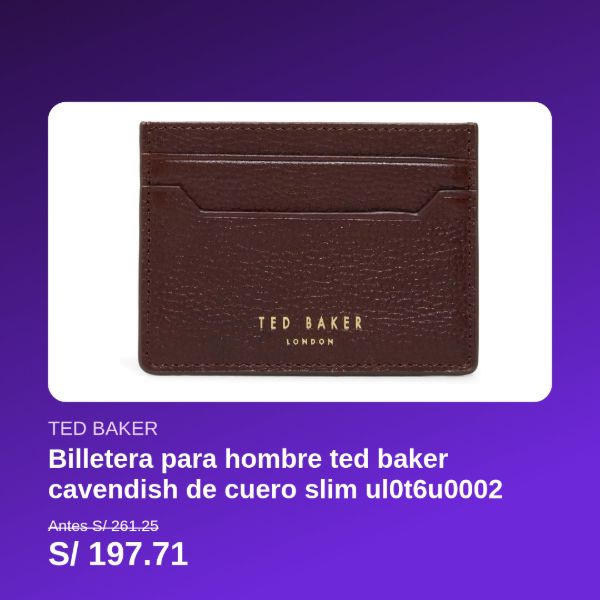 TED BAKER
LONDON
TED BAKER
Billetera para hombre ted baker
cavendish de cuero slim ul0t6u0002
Antes S/ 261.25
S/ 197.71